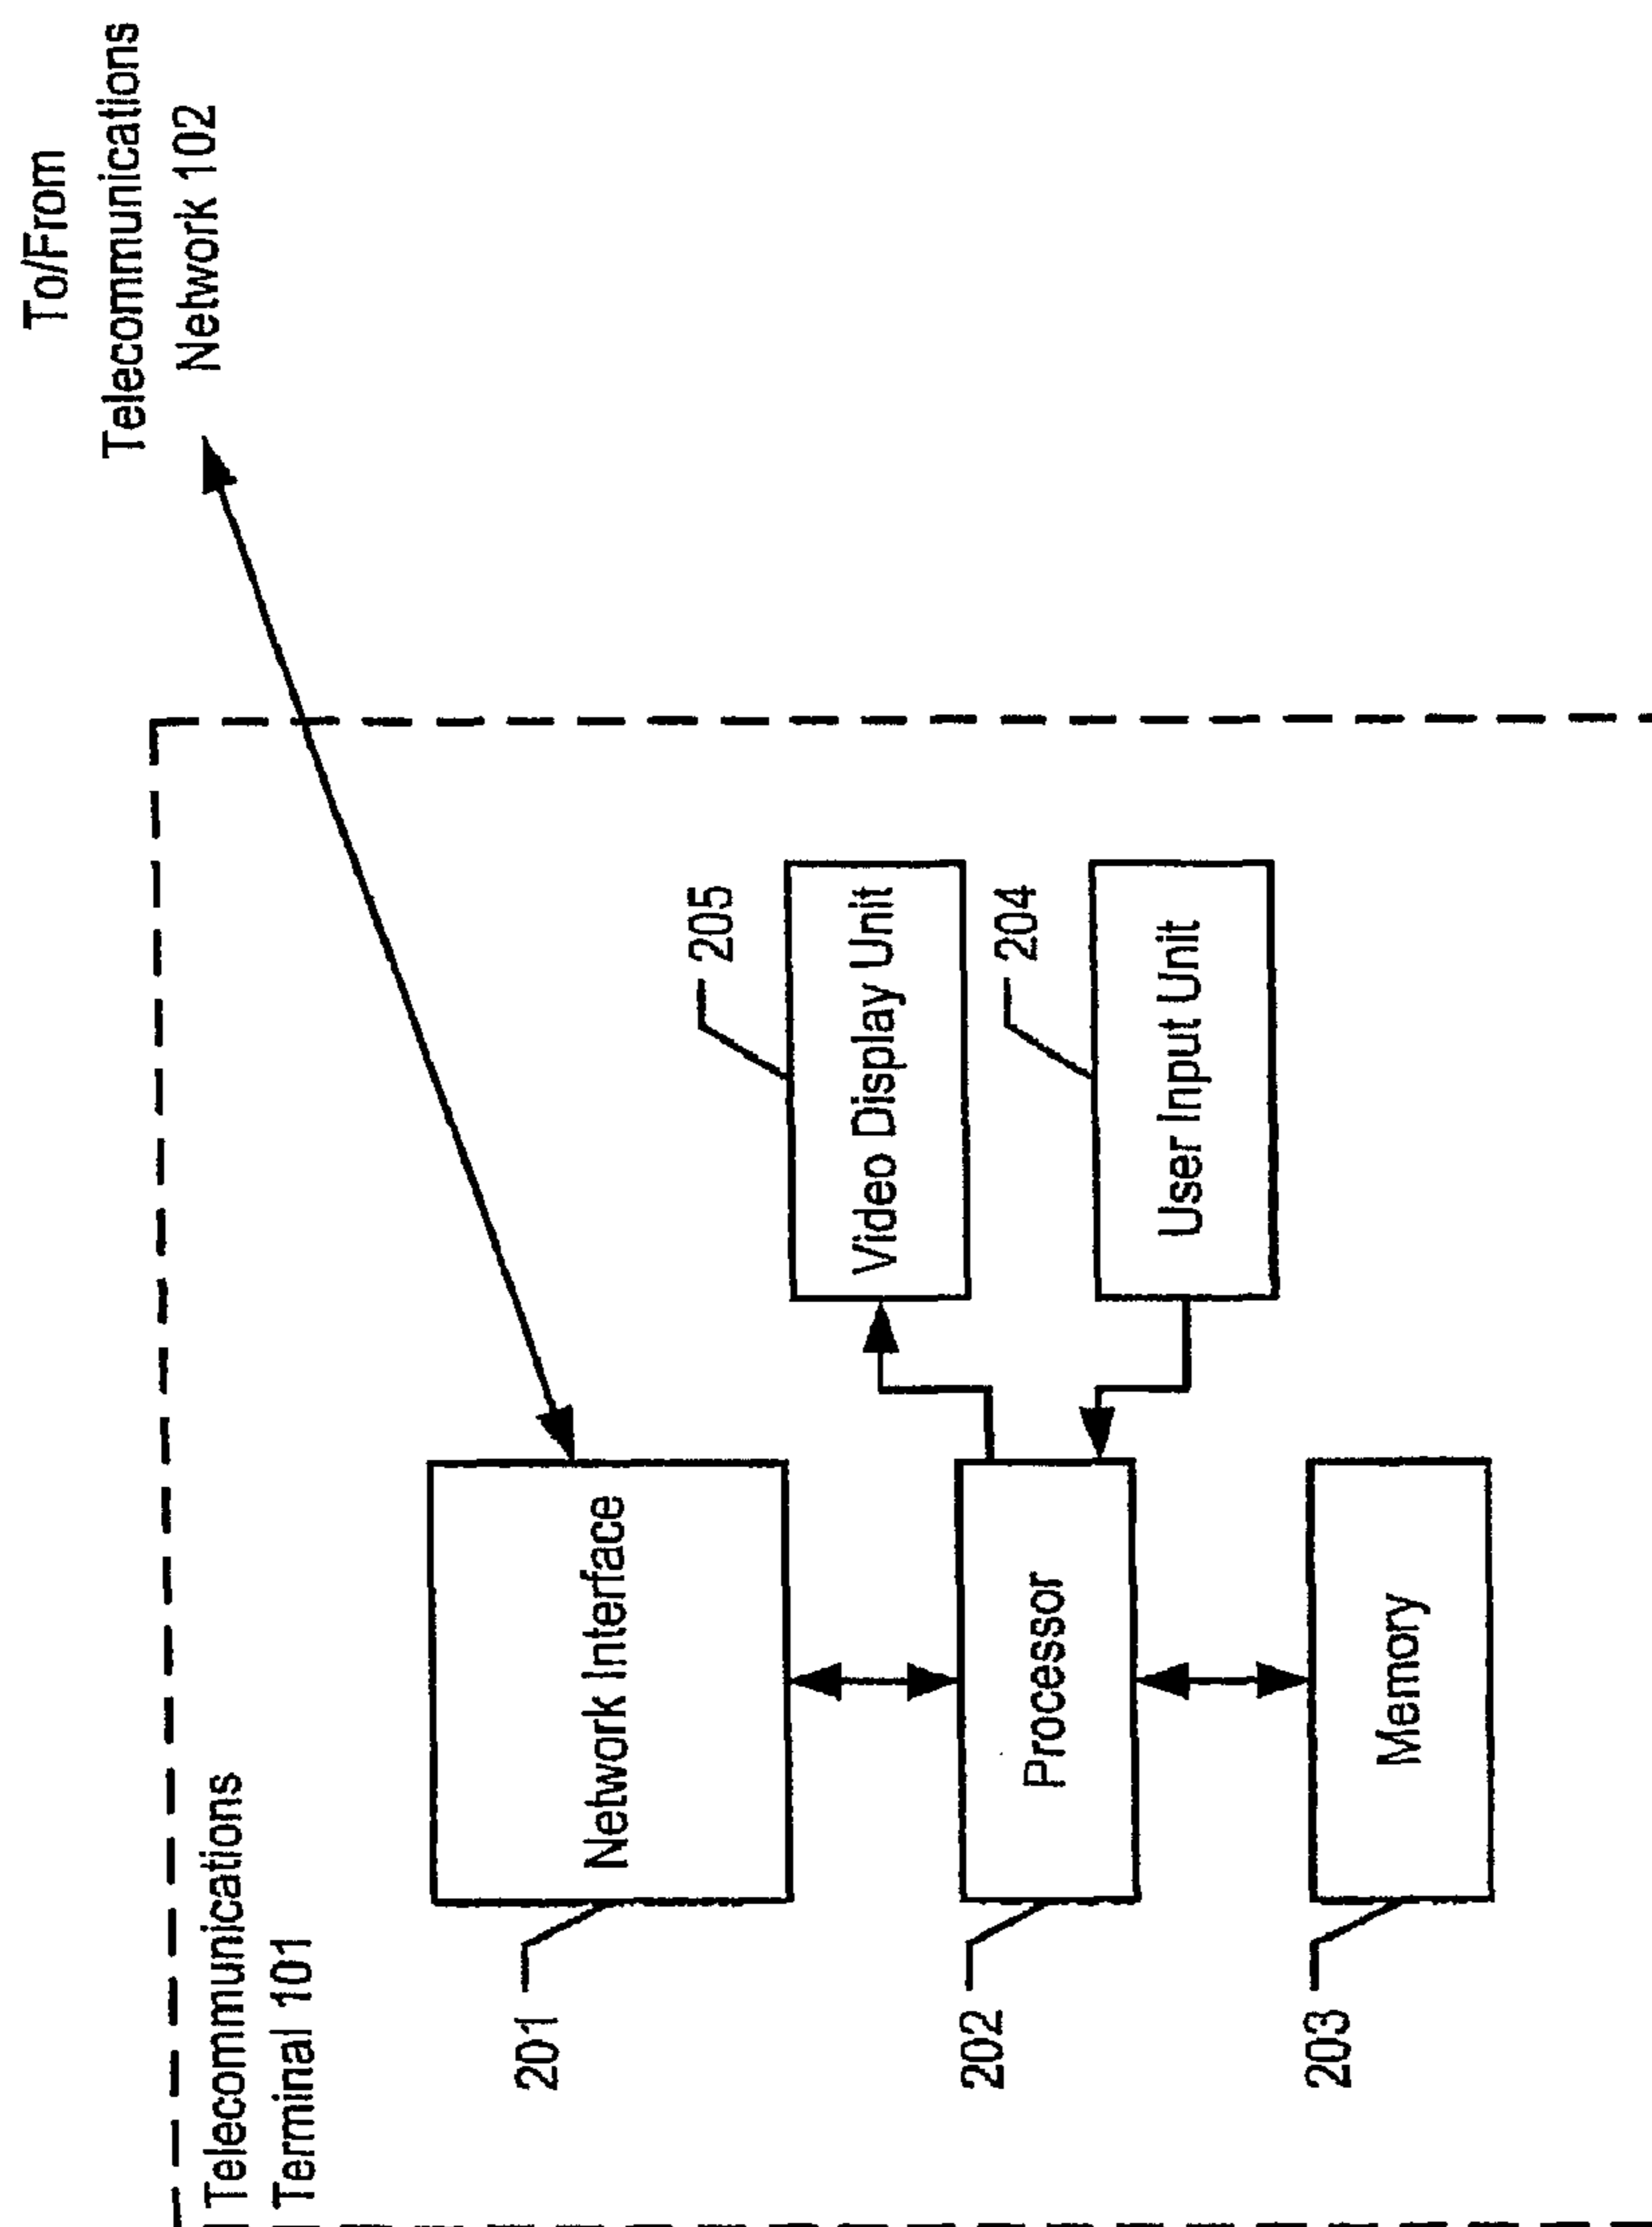 To/From
Telecommunications
Network 102
Telecommunications
Terminal 101
201
Network Interface
205
Video Display Unit
202
Processor
204
User Input Unit
203
Memory